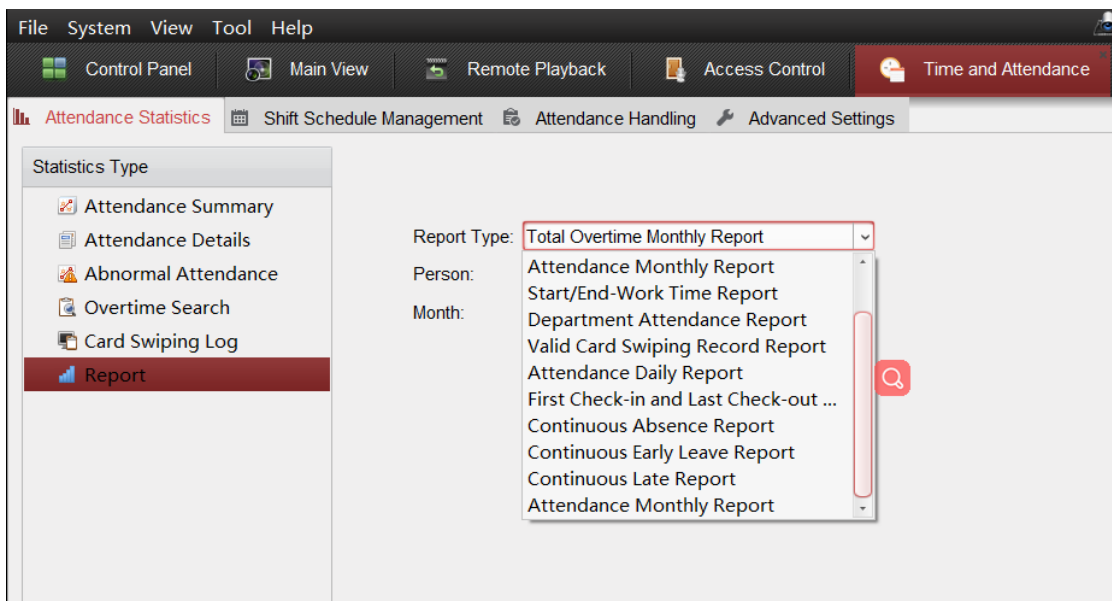 File System View Tool Help
Control Panel Main View Remote Playback Access Control Time and Attendance
Attendance Statistics Shift Schedule Management Attendance Handling Advanced Settings
Statistics Type
Attendance Summary
Attendance Details
Abnormal Attendance
Overtime Search
Card Swiping Log
Report
Report Type: Total Overtime Monthly Report
Person:
Month:
Attendance Monthly Report
Start/End-Work Time Report
Department Attendance Report
Valid Card Swiping Record Report
Attendance Daily Report
First Check-in and Last Check-out ...
Continuous Absence Report
Continuous Early Leave Report
Continuous Late Report
Attendance Monthly Report